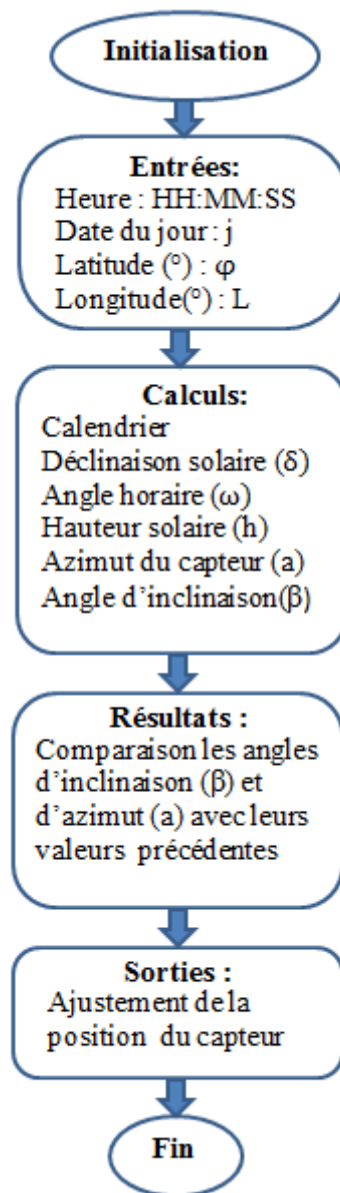 Initialisation
Entrées:
Heure : HH:MM:SS
Date du jour : j
Latitude (°) : φ
Longitude(°) : L
Calculs:
Calendrier
Déclinaison solaire (δ)
Angle horaire (ω)
Hauteur solaire (h)
Azimut du capteur (a)
Angle d’inclinaison(β)
Résultats :
Comparaison les angles
d’inclinaison (β) et
d’azimut (a) avec leurs
valeurs précédentes
Sorties :
Ajustement de la
position du capteur
Fin